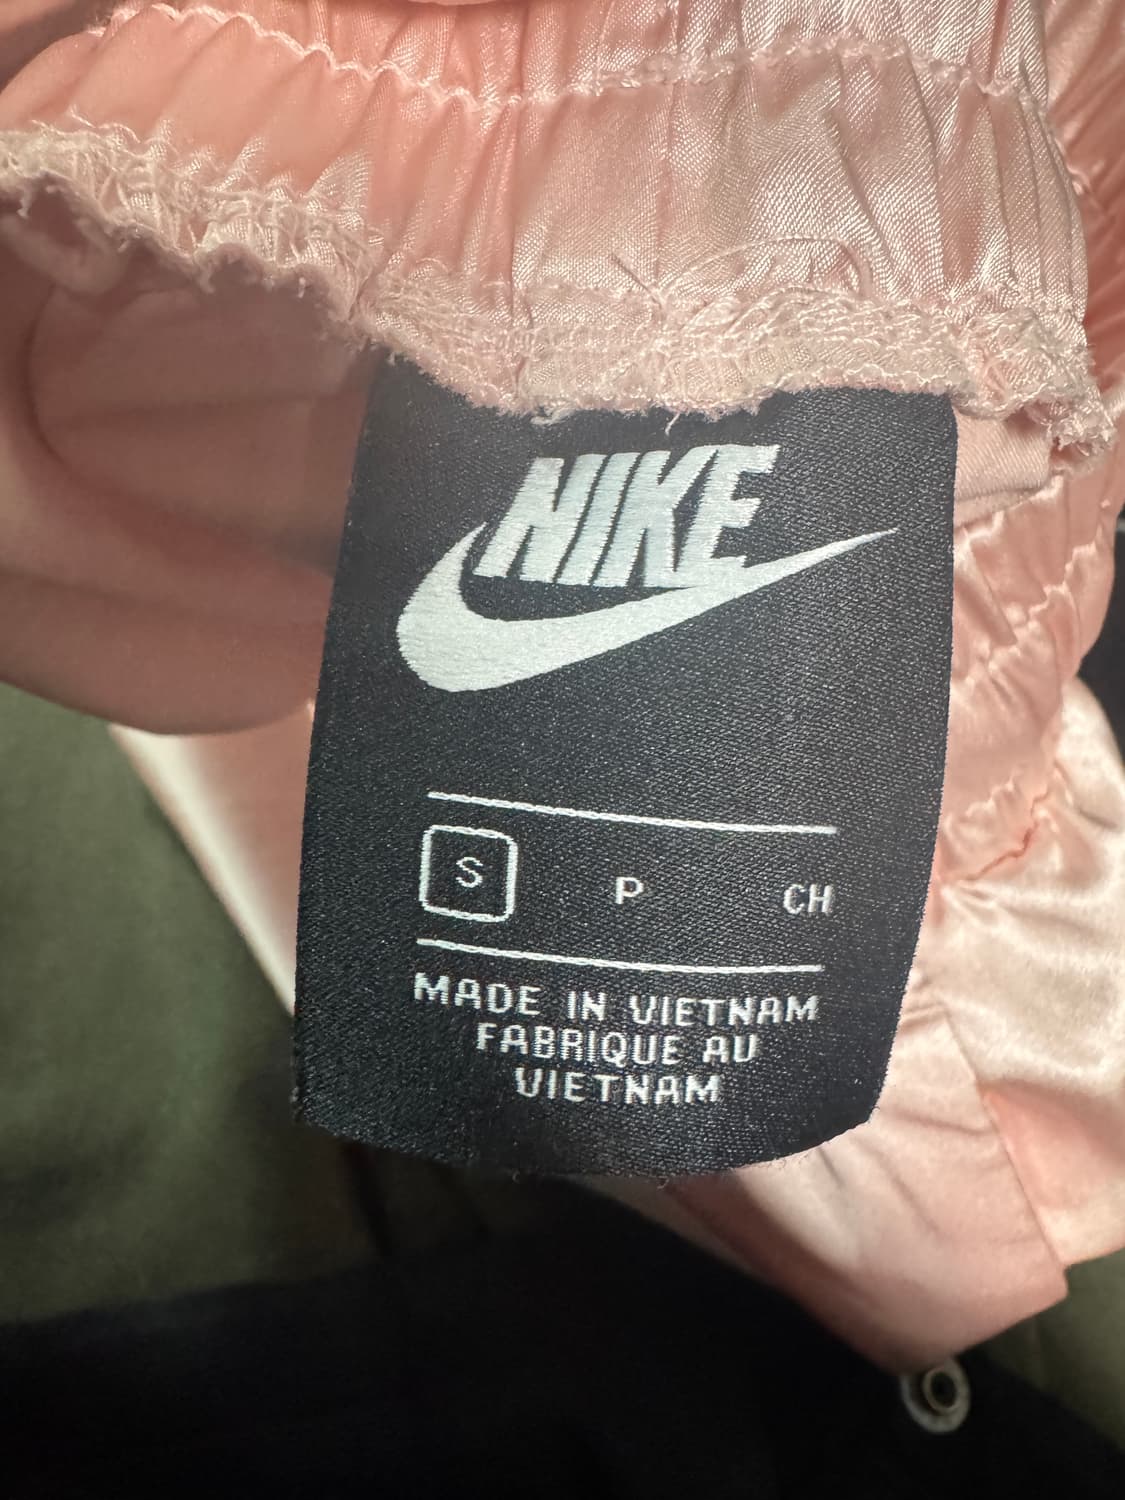 NIKE
S P CH
MADE IN VIETNAM
FABRIQUE AU
VIETNAM